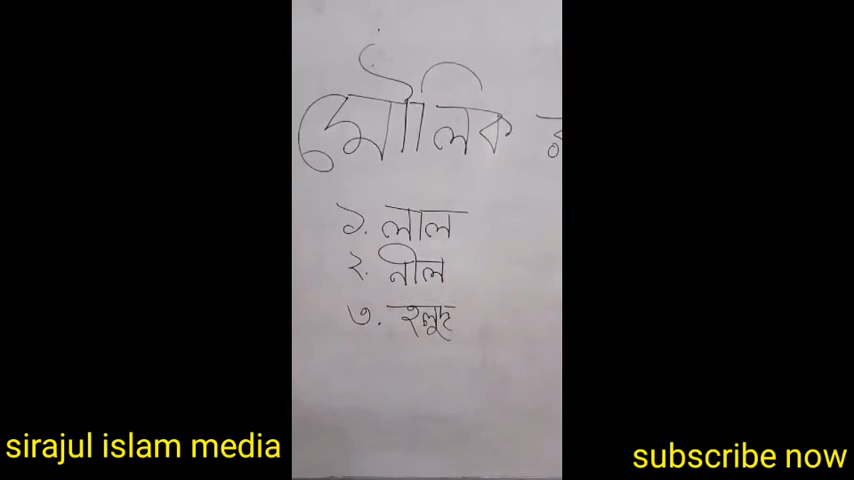 মৌলিক
১. লাল
২. নীল
৩. হলুদ
sirajul islam media
subscribe now